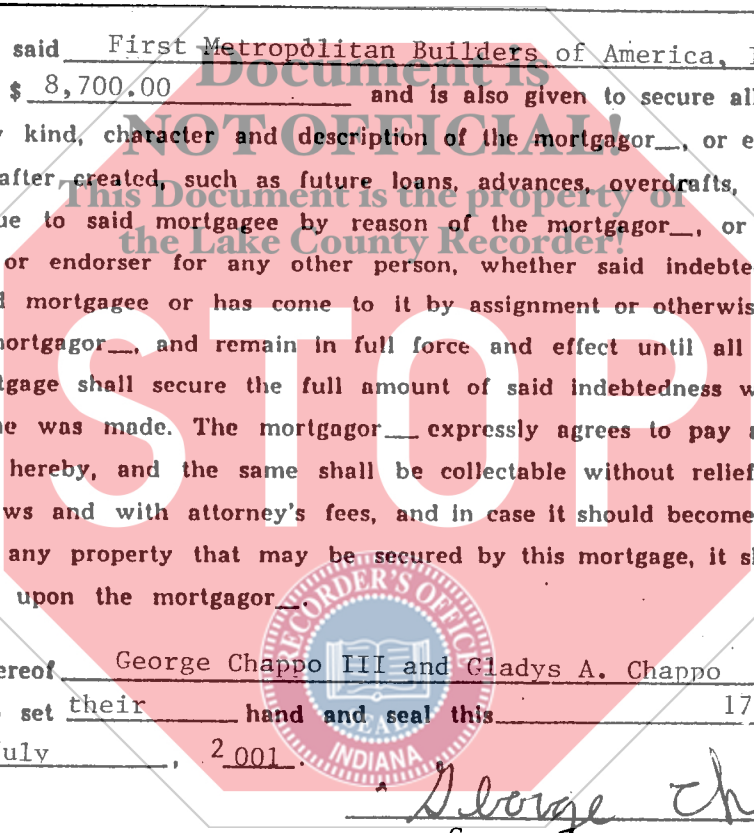 said First Metropolitan Builders of America,
$ 8,700.00 and is also given to secure al
Document is
kind, character and description of the mortgagor__, or e
NOT OFFICIAL!
after created, such as future loans, advances, overdrafts,
This Document is the property of
ue to said mortgagee by reason of the mortgagor__, or
the Lake County Recorder!
or endorser for any other person, whether said indebte
mortgagee or has come to it by assignment or otherwis
mortgagor__, and remain in full force and effect until all
STOP
tgage shall secure the full amount of said indebtedness w
e was made. The mortgagor__ expressly agrees to pay a
hereby, and the same shall be collectable without relief
ws and with attorney's fees, and in case it should become
any property that may be secured by this mortgage, it s
upon the mortgagor__.
RECORDER'S OFFICE
SEAL
INDIANA
ereof George Chappo III and Gladys A. Chappo
set their hand and seal this 17
uly, 2 001.
George Ch